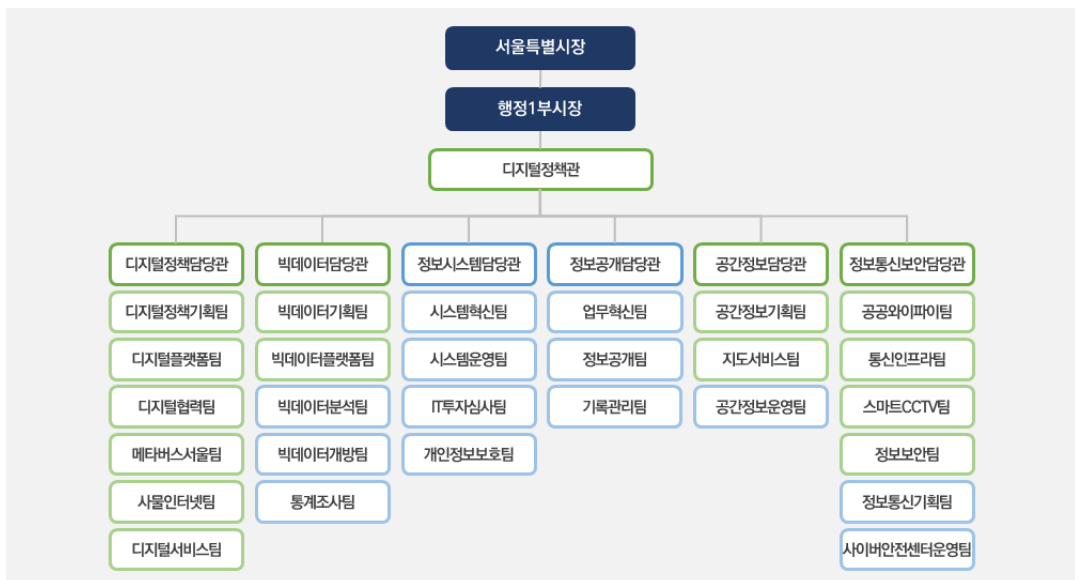 서울특별시장
행정1부시장
디지털정책관
디지털정책담당관
빅데이터담당관
정보시스템담당관
정보공개담당관
공간정보담당관
정보통신보안담당관
디지털정책기획팀
빅데이터기획팀
시스템혁신팀
업무혁신팀
공간정보기획팀
공공와이파이팀
디지털플랫폼팀
빅데이터플랫폼팀
시스템운영팀
정보공개팀
지도서비스팀
통신인프라팀
디지털협력팀
빅데이터분석팀
IT투자심사팀
기록관리팀
공간정보운영팀
스마트CCTV팀
메타버스서울팀
빅데이터개방팀
개인정보보호팀
정보보안팀
사물인터넷팀
통계조사팀
정보통신기획팀
디지털서비스팀
사이버안전센터운영팀